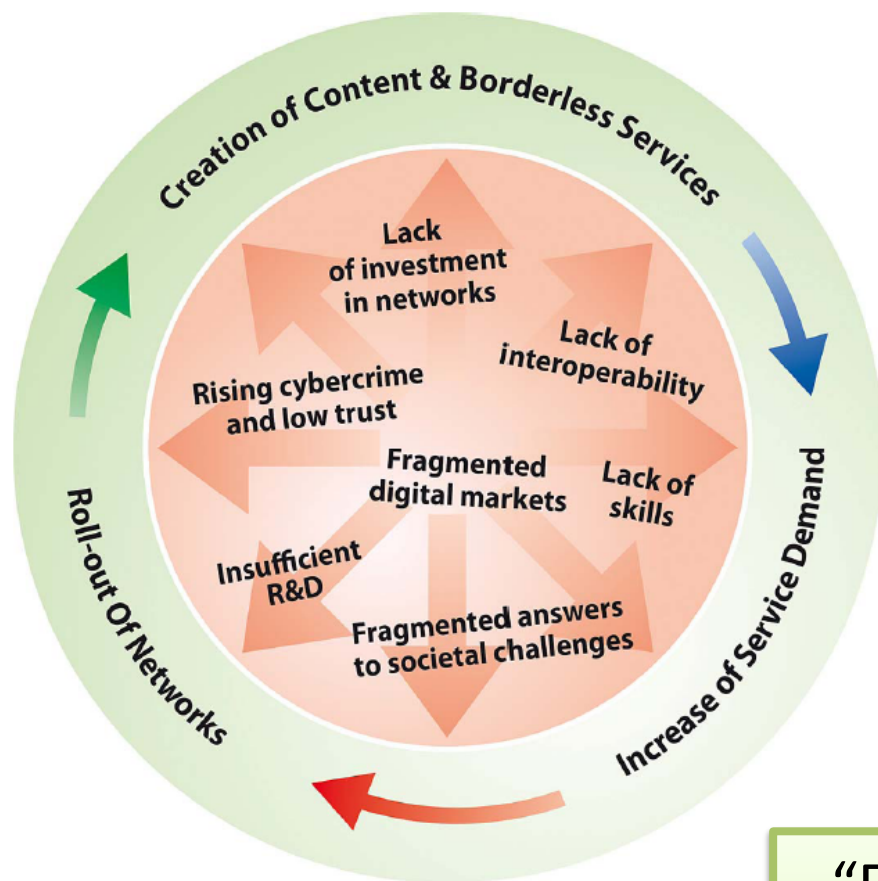 Creation of Content & Borderless Services
Lack
of investment
in networks
Lack of
interoperability
Rising cybercrime
and low trust
Fragmented
digital markets
Lack of
skills
Insufficient
R&D
Fragmented answers
to societal challenges
Increase of Service Demand
Roll-out Of Networks